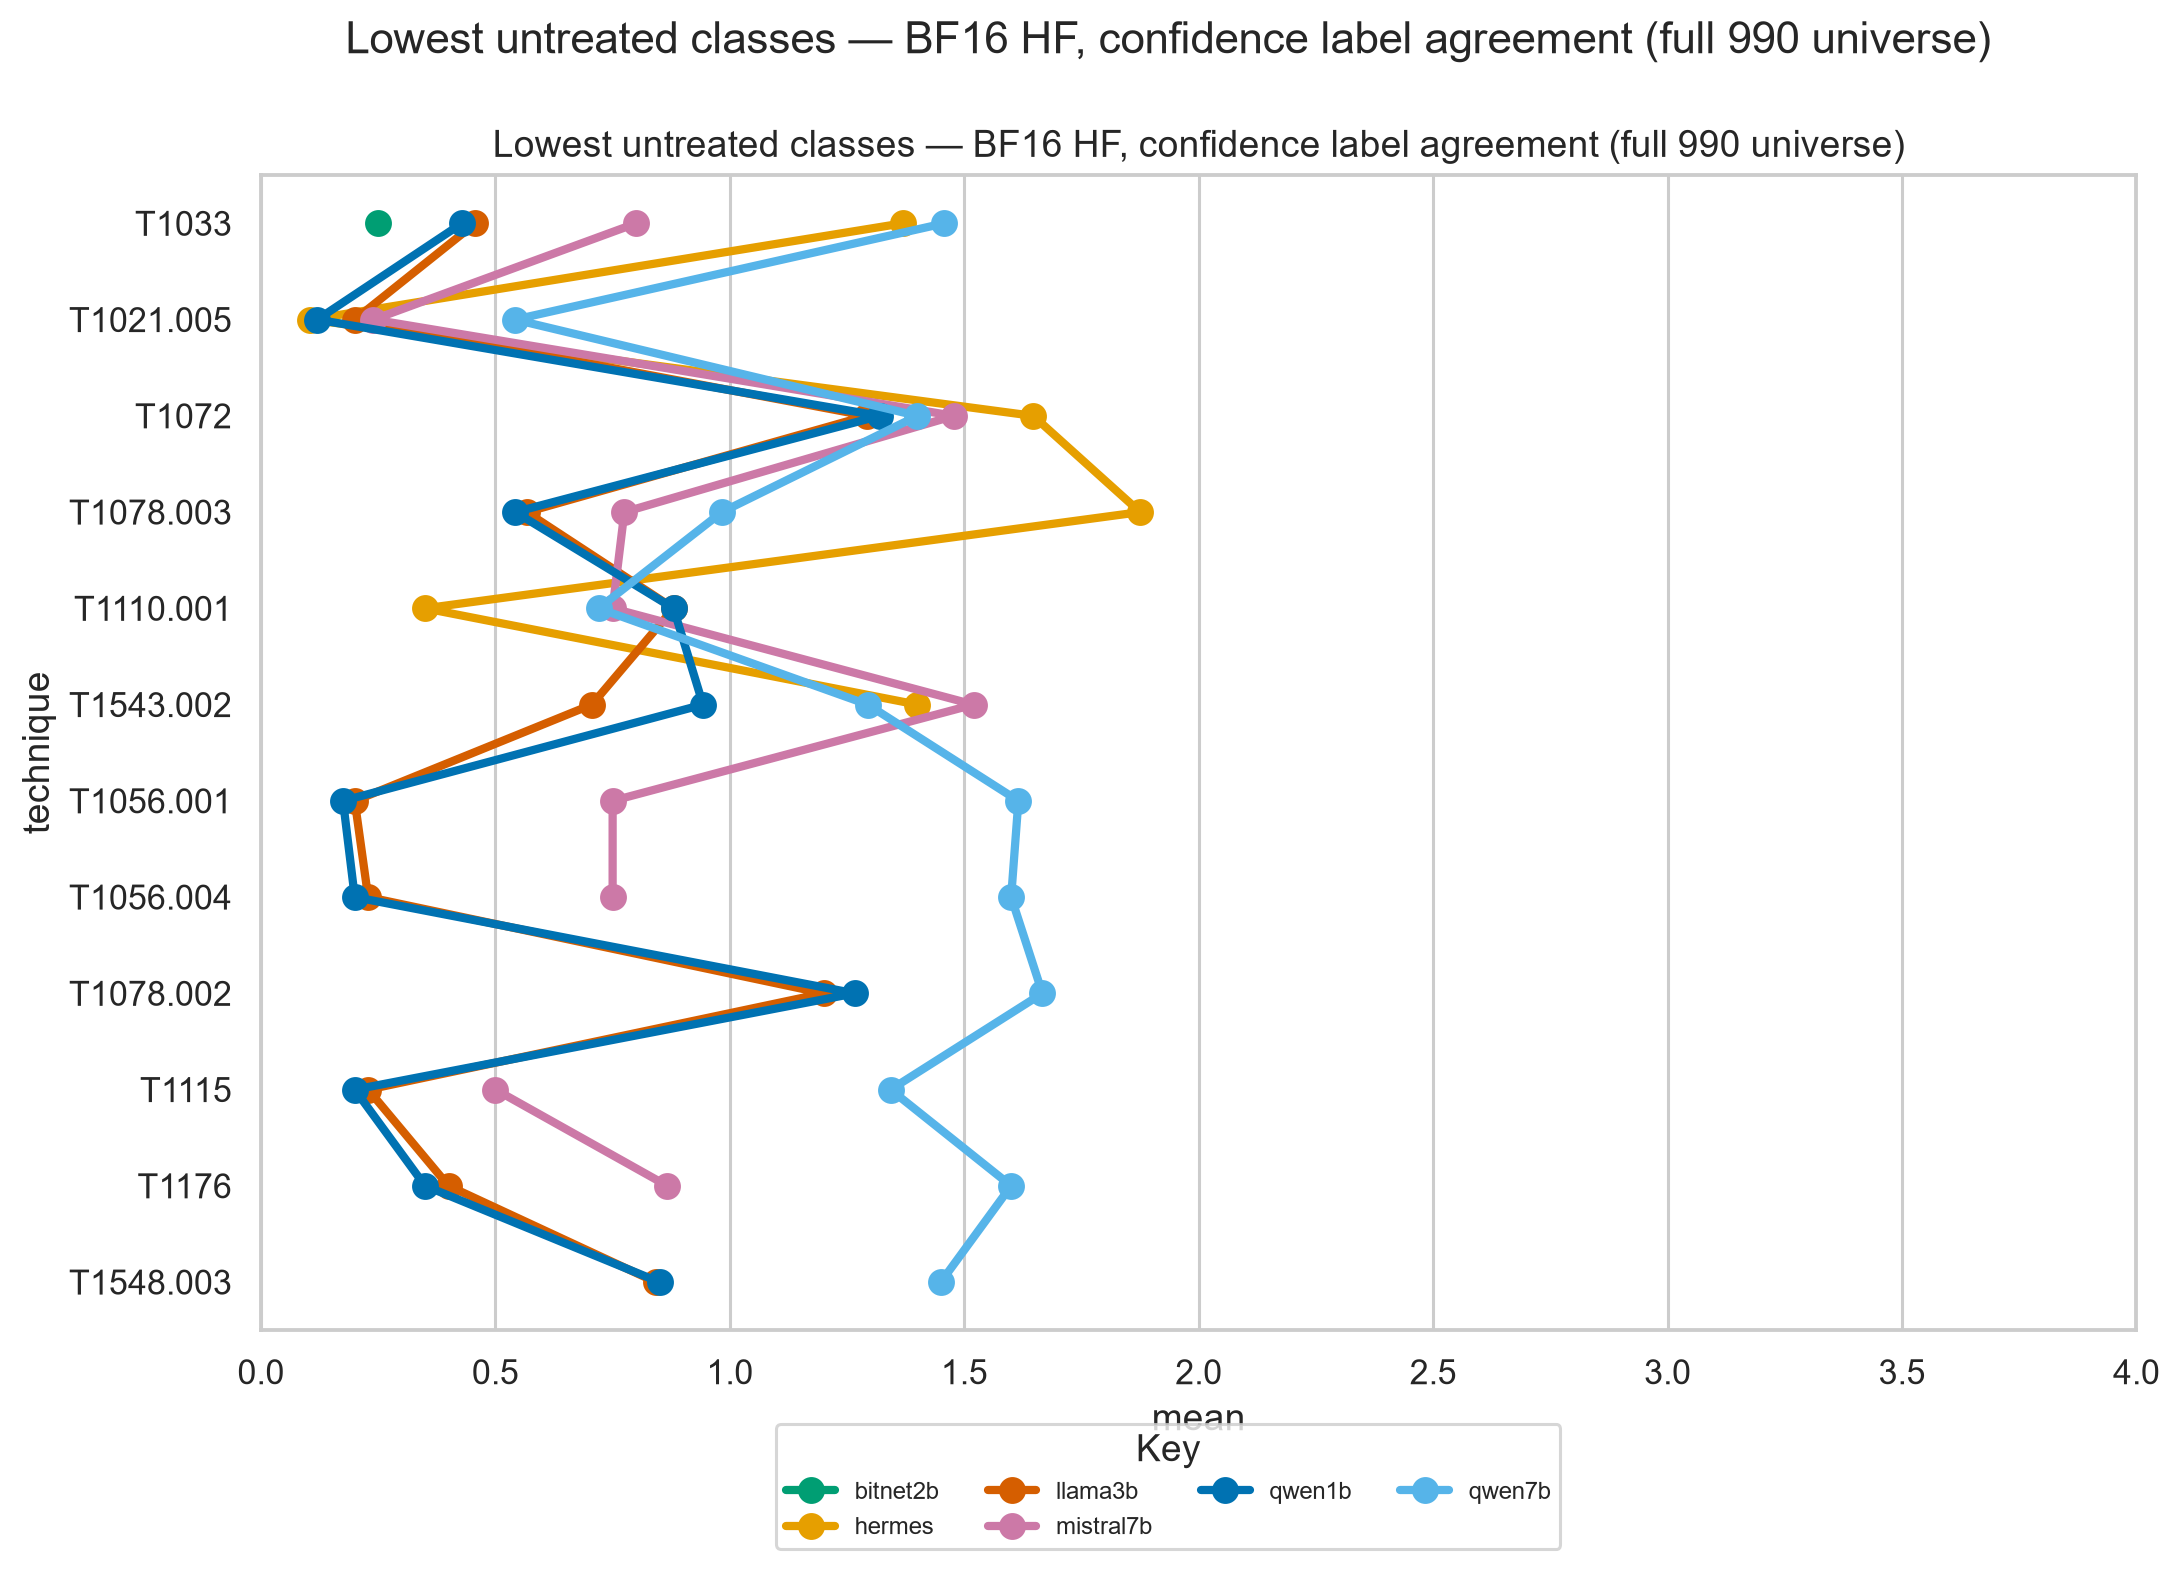 Lowest untreated classes — BF16 HF, confidence label agreement (full 990 universe)
Lowest untreated classes — BF16 HF, confidence label agreement (full 990 universe)
T1033
T1021.005
T1072
T1078.003
T1110.001
T1543.002
T1056.001
T1056.004
T1078.002
T1115
T1176
T1548.003
technique
0.0 0.5 1.0 1.5 2.0 2.5 3.0 3.5 4.0
mean
Key
bitnet2b llama3b qwen1b qwen7b
hermes mistral7b